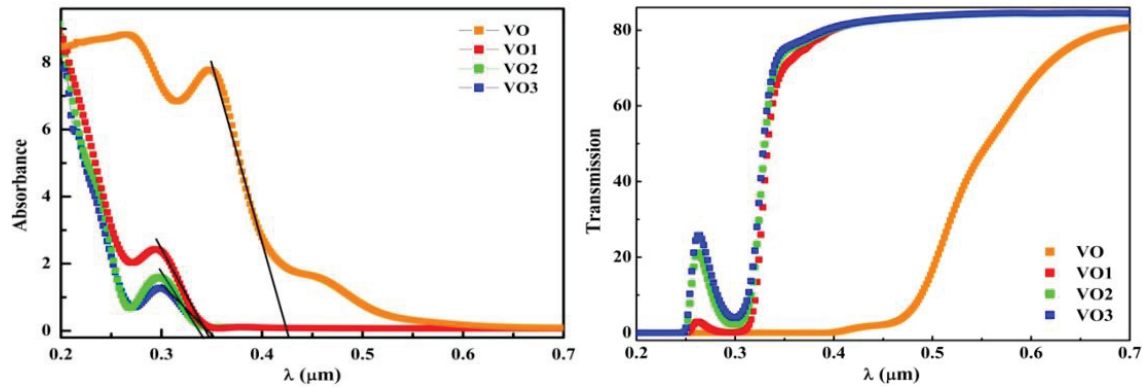 VO
VO1
VO2
VO3
8
6
4
2
0
Absorbance
0.2 0.3 0.4 0.5 0.6 0.7
λ (μm)
80
60
40
20
0
Transmission
VO
VO1
VO2
VO3
0.2 0.3 0.4 0.5 0.6 0.7
λ (μm)